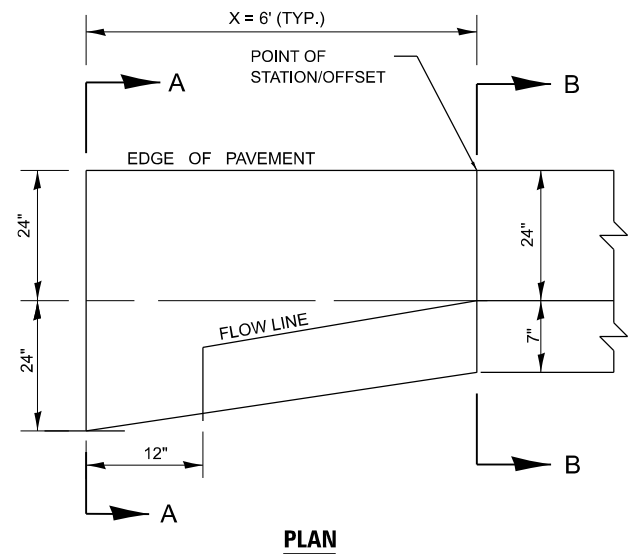 X = 6' (TYP.)
POINT OF
STATION/OFFSET
A
B
EDGE OF PAVEMENT
24"
24"
FLOW LINE
24"
7"
12"
B
A
PLAN